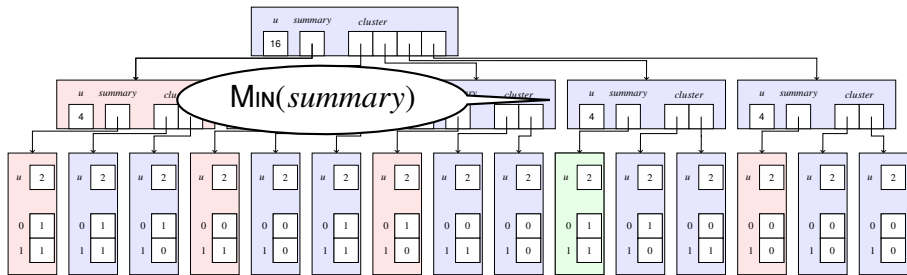 u summary cluster
16
u summary u summary cluster u summary cluster
4 4 4
u 2 u 2 u 2 u 2 u 2 u 2 u 2 u 2 u 2 u 2 u 2 u 2 u 2 u 2 u 2
0 1 0 1 0 1 0 0 0 0 0 1 0 1 0 0 0 0 0 1 0 1 0 1 0 0 0 0 0 0
1 1 1 1 1 0 1 1 1 0 1 1 1 0 1 0 1 0 1 1 1 0 1 0 1 0 1 0 1 0
MIN(summary)